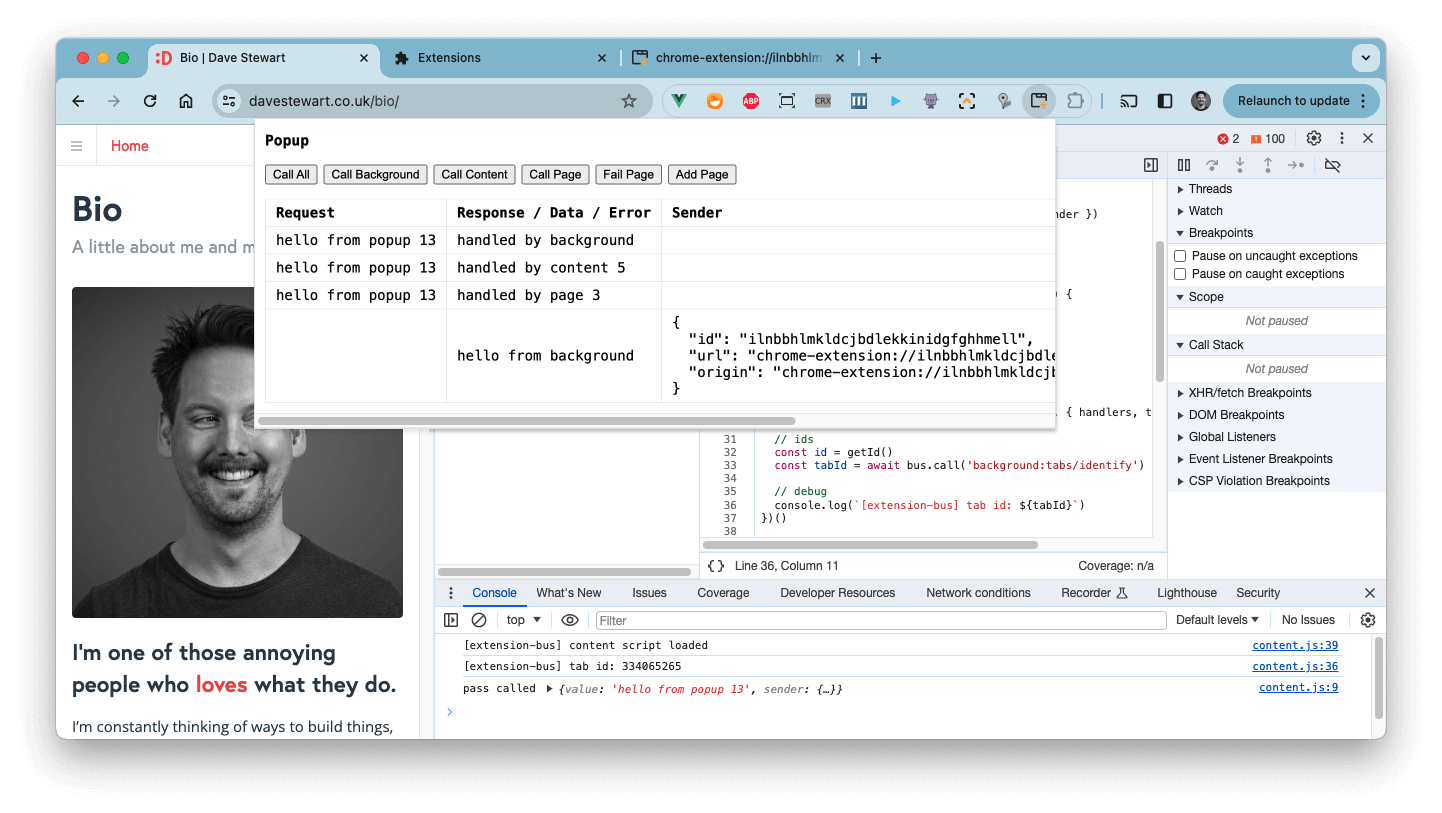 Bio | Dave Stewart
Extensions
chrome-extension://ilnbbhlm
davestewart.co.uk/bio/
ABP
CRX
Relaunch to update
Home
Bio
A little about me and m
I'm one of those annoying
people who loves what they do.
I'm constantly thinking of ways to build things,
Popup
Call All Call Background Call Content Call Page Fail Page Add Page
Request Response / Data / Error Sender
hello from popup 13 handled by background
hello from popup 13 handled by content 5
hello from popup 13 handled by page 3
hello from background
{
"id": "ilnbbhlmkldcjbdlekkinidgfghhmell",
"url": "chrome-extension://ilnbbhlmkldcjbdle
"origin": "chrome-extension://ilnbbhlmkldcjb
}
2 100
nder })
) {
, { handlers, t
31 // ids
32 const id = getId()
33 const tabId = await bus.call('background:tabs/identify')
34
35 // debug
36 console.log(`[extension-bus] tab id: ${tabId}`)
37 })()
38
{} Line 36, Column 11 Coverage: n/a
Threads
Watch
Breakpoints
Pause on uncaught exceptions
Pause on caught exceptions
Scope
Not paused
Call Stack
Not paused
XHR/fetch Breakpoints
DOM Breakpoints
Global Listeners
Event Listener Breakpoints
CSP Violation Breakpoints
Console What's New Issues Coverage Developer Resources Network conditions Recorder Lighthouse Security
top Filter Default levels No Issues
[extension-bus] content script loaded content.js:39
[extension-bus] tab id: 334065265 content.js:36
pass called {value: 'hello from popup 13', sender: {…}} content.js:9